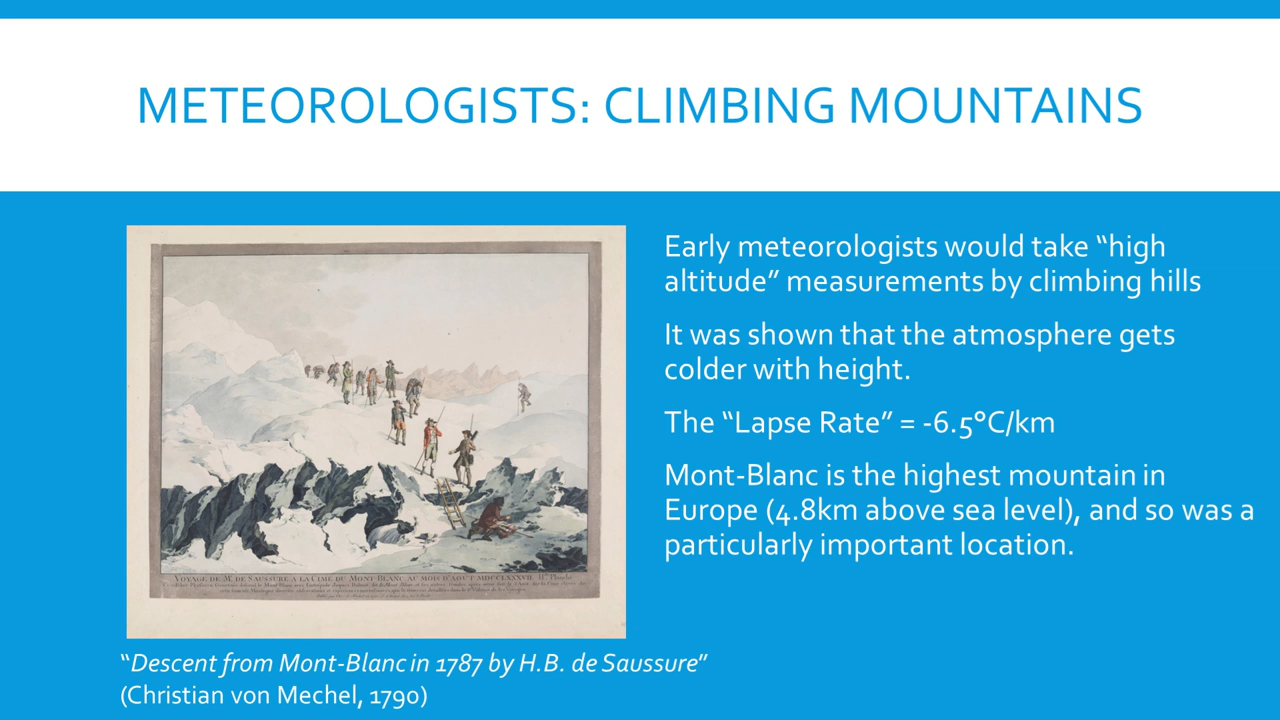 METEOROLOGISTS: CLIMBING MOUNTAINS
Early meteorologists would take “high
altitude” measurements by climbing hills
It was shown that the atmosphere gets
colder with height.
The “Lapse Rate” = -6.5°C/km
Mont-Blanc is the highest mountain in
Europe (4.8km above sea level), and so was a
particularly important location.
VOYAGE DE M. DE SAUSSURE A LA CIME DU MONT-BLANC AU MOIS D'AOUT MDCCLXXXVII.
“Descent from Mont-Blanc in 1787 by H.B. de Saussure”
(Christian von Mechel, 1790)